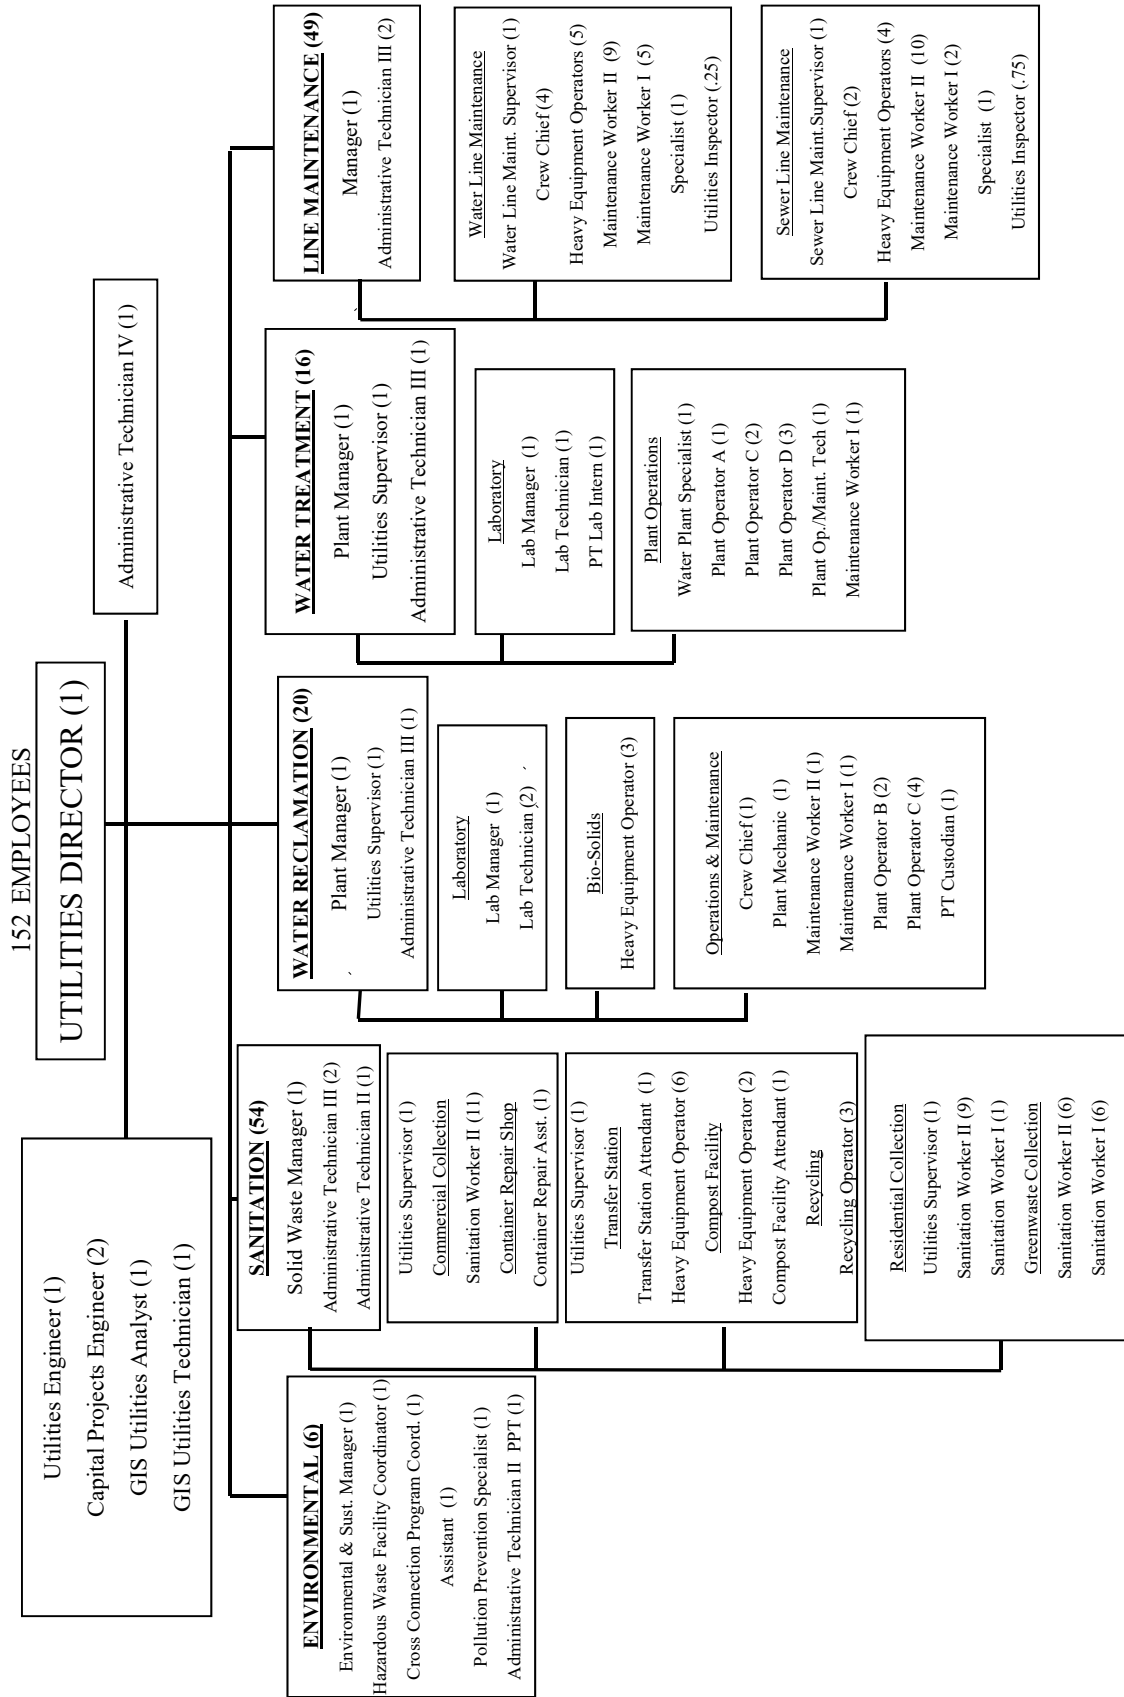 152 EMPLOYEES
UTILITIES DIRECTOR (1)
Utilities Engineer (1)
Capital Projects Engineer (2)
GIS Utilities Analyst (1)
GIS Utilities Technician (1)
Administrative Technician IV (1)
ENVIRONMENTAL (6)
Environmental & Sust. Manager (1)
Hazardous Waste Facility Coordinator (1)
Cross Connection Program Coord. (1)
Assistant (1)
Pollution Prevention Specialist (1)
Administrative Technician II PPT (1)
SANITATION (54)
Solid Waste Manager (1)
Administrative Technician III (2)
Administrative Technician II (1)
Utilities Supervisor (1)
Commercial Collection
Sanitation Worker II (11)
Container Repair Shop
Container Repair Asst. (1)
Utilities Supervisor (1)
Transfer Station
Transfer Station Attendant (1)
Heavy Equipment Operator (6)
Compost Facility
Heavy Equipment Operator (2)
Compost Facility Attendant (1)
Recycling
Recycling Operator (3)
Residential Collection
Utilities Supervisor (1)
Sanitation Worker II (9)
Sanitation Worker I (1)
Greenwaste Collection
Sanitation Worker II (6)
Sanitation Worker I (6)
WATER RECLAMATION (20)
Plant Manager (1)
Utilities Supervisor (1)
Administrative Technician III (1)
Laboratory
Lab Manager (1)
Lab Technician (2)
Bio-Solids
Heavy Equipment Operator (3)
Operations & Maintenance
Crew Chief (1)
Plant Mechanic (1)
Maintenance Worker II (1)
Maintenance Worker I (1)
Plant Operator B (2)
Plant Operator C (4)
PT Custodian (1)
WATER TREATMENT (16)
Plant Manager (1)
Utilities Supervisor (1)
Administrative Technician III (1)
Laboratory
Lab Manager (1)
Lab Technician (1)
PT Lab Intern (1)
Plant Operations
Water Plant Specialist (1)
Plant Operator A (1)
Plant Operator C (2)
Plant Operator D (3)
Plant Op./Maint. Tech (1)
Maintenance Worker I (1)
LINE MAINTENANCE (49)
Manager (1)
Administrative Technician III (2)
Water Line Maintenance
Water Line Maint. Supervisor (1)
Crew Chief (4)
Heavy Equipment Operators (5)
Maintenance Worker II (9)
Maintenance Worker I (5)
Specialist (1)
Utilities Inspector (.25)
Sewer Line Maintenance
Sewer Line Maint.Supervisor (1)
Crew Chief (2)
Heavy Equipment Operators (4)
Maintenance Worker II (10)
Maintenance Worker I (2)
Specialist (1)
Utilities Inspector (.75)